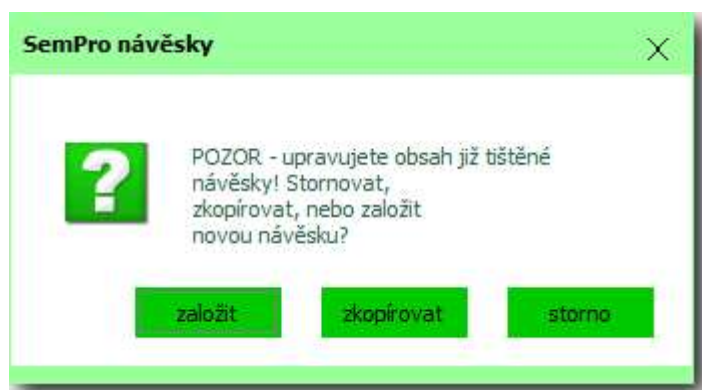 SemPro návěsky
POZOR - upravujete obsah již tištěné
návěsky! Stornovat,
zkopírovat, nebo založit
novou návěsku?
založit zkopírovat storno